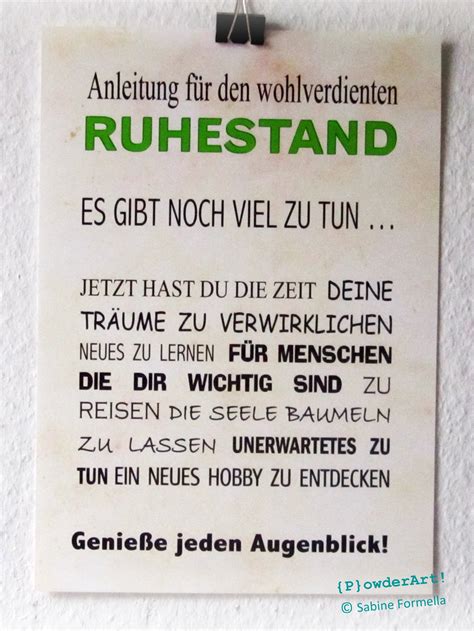 Anleitung für den wohlverdienten
RUHESTAND
ES GIBT NOCH VIEL ZU TUN ...
JETZT HAST DU DIE ZEIT DEINE
TRÄUME ZU VERWIRKLICHEN
NEUES ZU LERNEN FÜR MENSCHEN
DIE DIR WICHTIG SIND ZU
REISEN DIE SEELE BAUMELN
ZU LASSEN UNERWARTETES ZU
TUN EIN NEUES HOBBY ZU ENTDECKEN
Genieße jeden Augenblick!
{P}owderArt!
© Sabine Formella